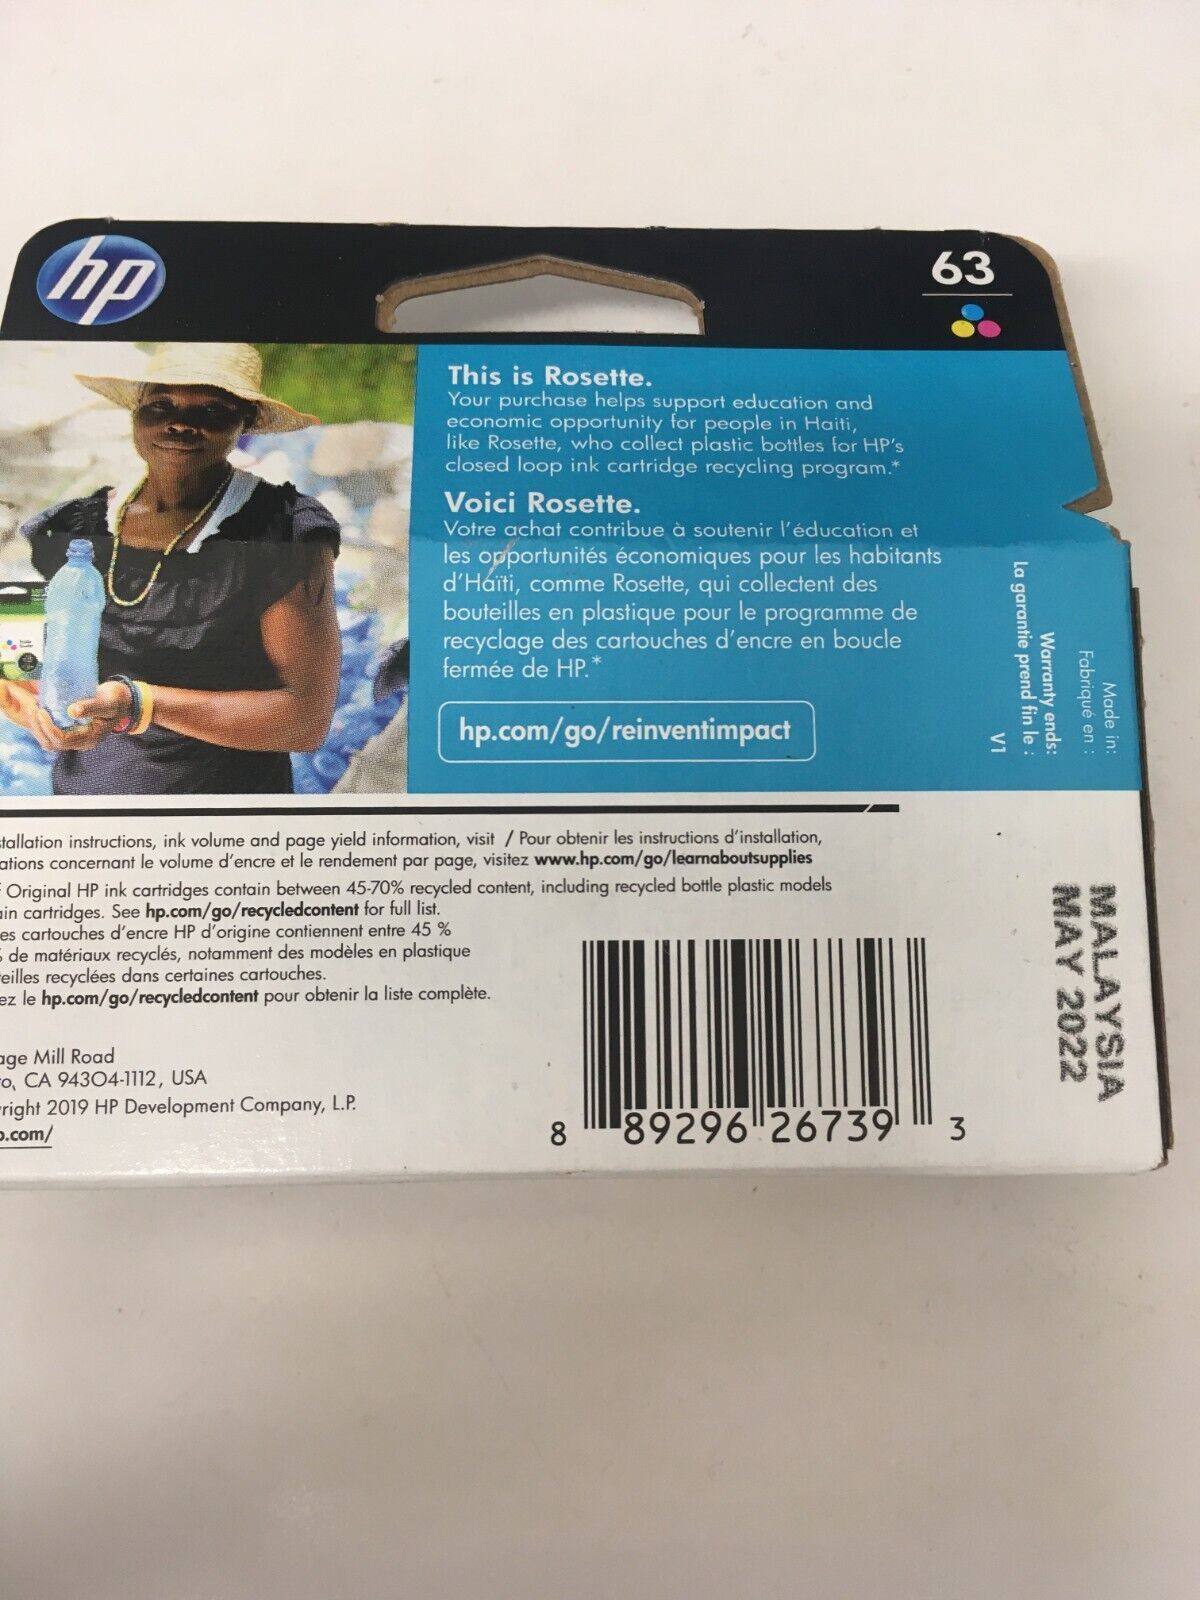 hp
63
This is Rosette.
Your purchase helps support education and
economic opportunity for people in Haiti,
like Rosette, who collect plastic bottles for HP's
closed loop ink cartridge recycling program.*
Voici Rosette.
Votre achat contribue à soutenir l'éducation et
les opportunités économiques pour les habitants
d'Haïti, comme Rosette, qui collectent des
bouteilles en plastique pour le programme de
recyclage des cartouches d'encre en boucle
fermée de HP.*
hp.com/go/reinventimpact
Made in:
Fabriqué en :
Warranty ends:
La garantie prend fin le :
V1
MALAYSIA
MAY 2022
stallation instructions, ink volume and page yield information, visit / Pour obtenir les instructions d'installation,
ations concernant le volume d'encre et le rendement par page, visitez www.hp.com/go/learnaboutsupplies
Original HP ink cartridges contain between 45-70% recycled content, including recycled bottle plastic models
in cartridges. See hp.com/go/recycledcontent for full list.
es cartouches d'encre HP d'origine contiennent entre 45 %
% de matériaux recyclés, notamment des modèles en plastique
teilles recyclées dans certaines cartouches.
ez le hp.com/go/recycledcontent pour obtenir la liste complète.
age Mill Road
o, CA 94304-1112, USA
right 2019 HP Development Company, L.P.
p.com/
8 89296 26739 3